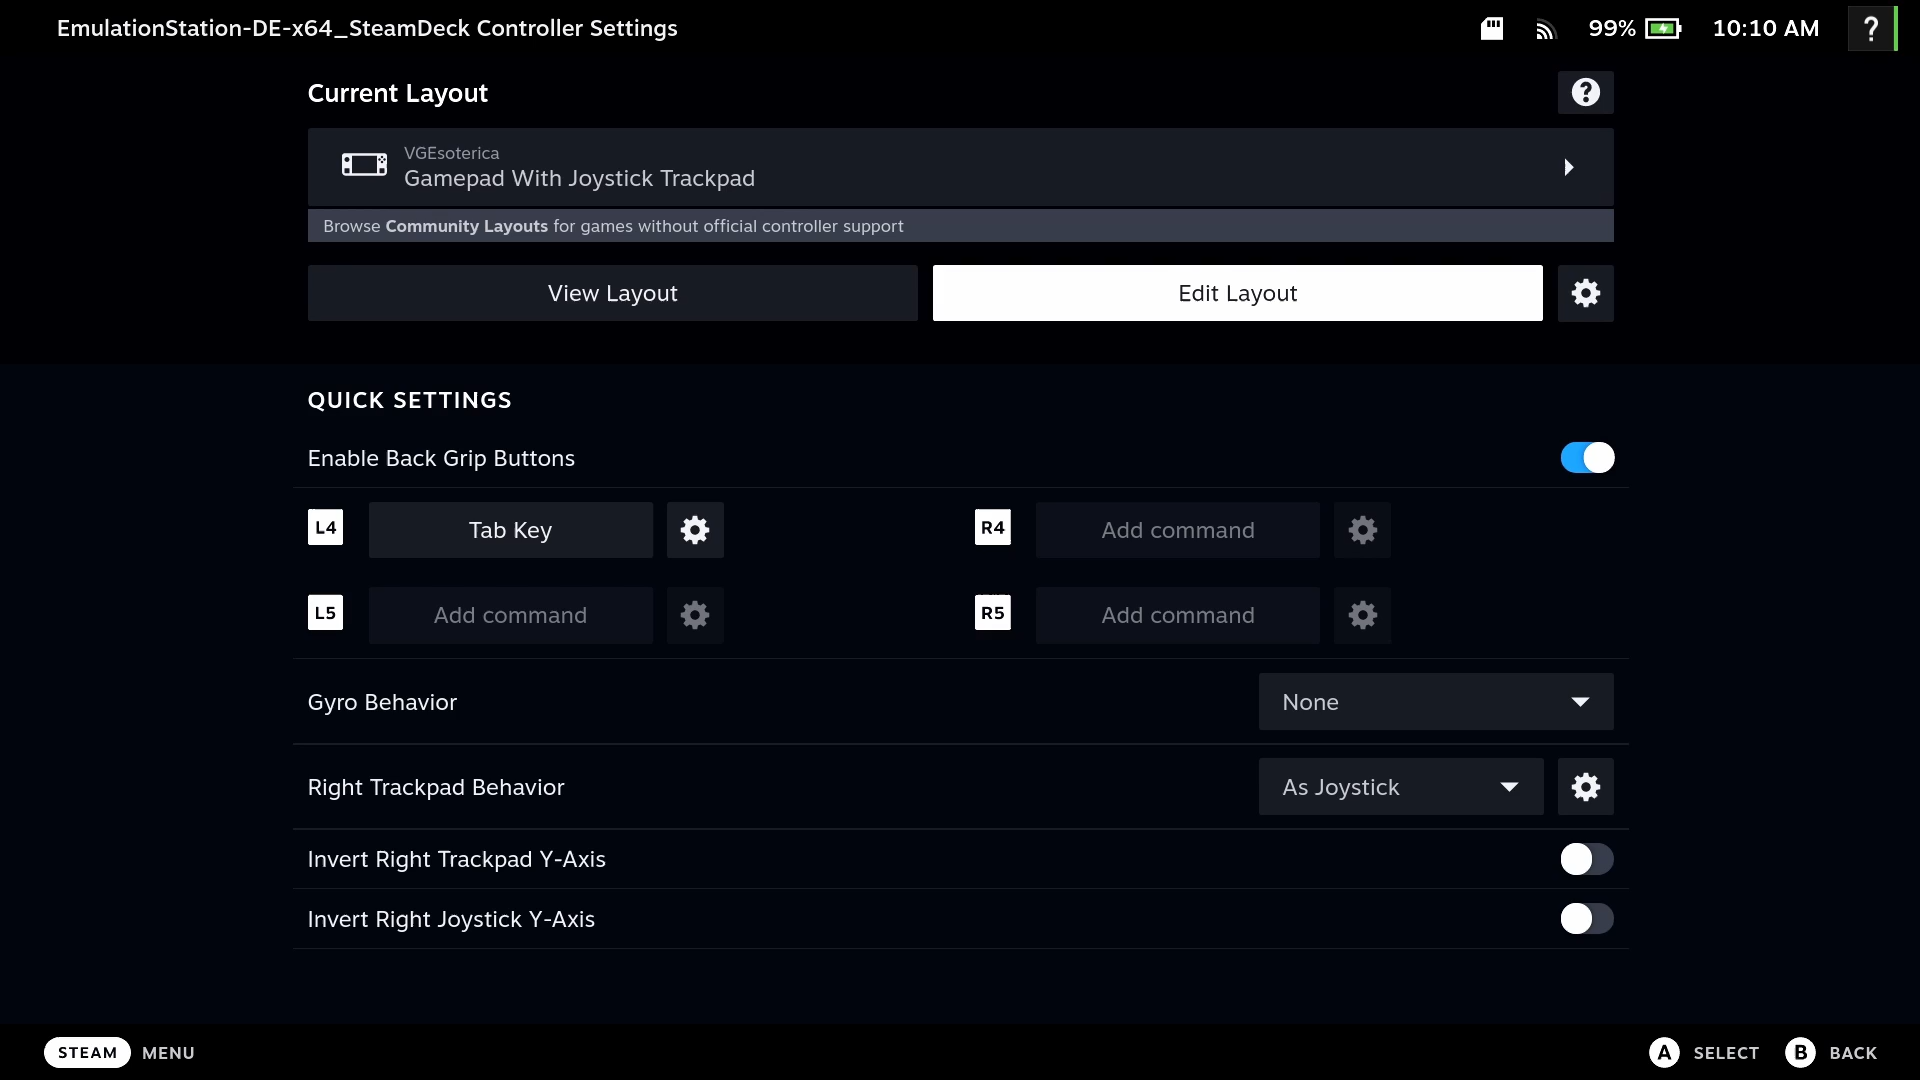 EmulationStation-DE-x64_SteamDeck Controller Settings
99%
10:10 AM
?
Current Layout
?
VGEsoterica
Gamepad With Joystick Trackpad
Browse Community Layouts for games without official controller support
View Layout
Edit Layout
QUICK SETTINGS
Enable Back Grip Buttons
L4
Tab Key
R4
Add command
L5
Add command
R5
Add command
Gyro Behavior
None
Right Trackpad Behavior
As Joystick
Invert Right Trackpad Y-Axis
Invert Right Joystick Y-Axis
STEAM MENU
A SELECT
B BACK